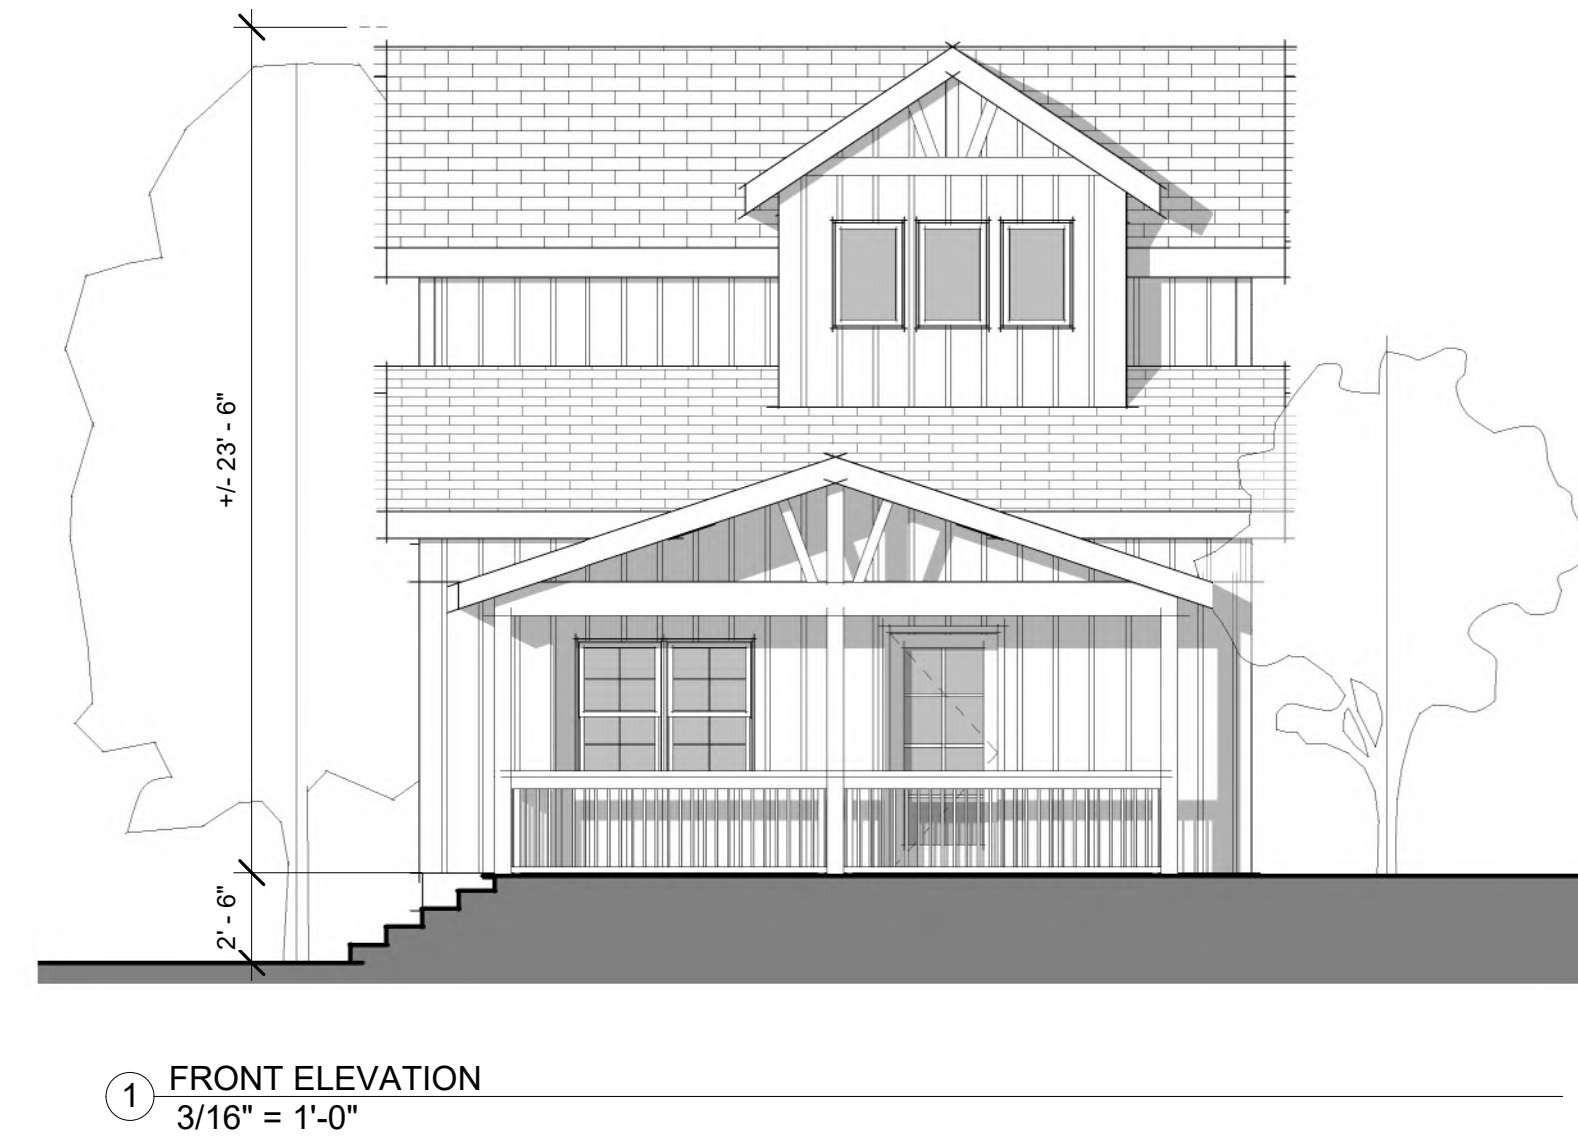 +/- 23' - 6"
2' - 6"
1
FRONT ELEVATION
3/16" = 1'-0"